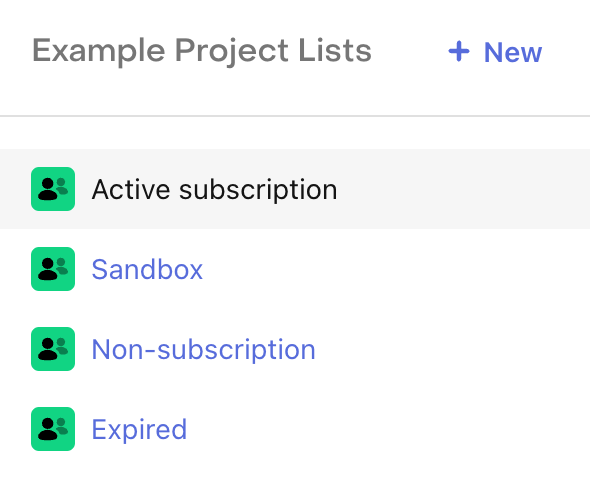 Example Project Lists
+ New
Active subscription
Sandbox
Non-subscription
Expired